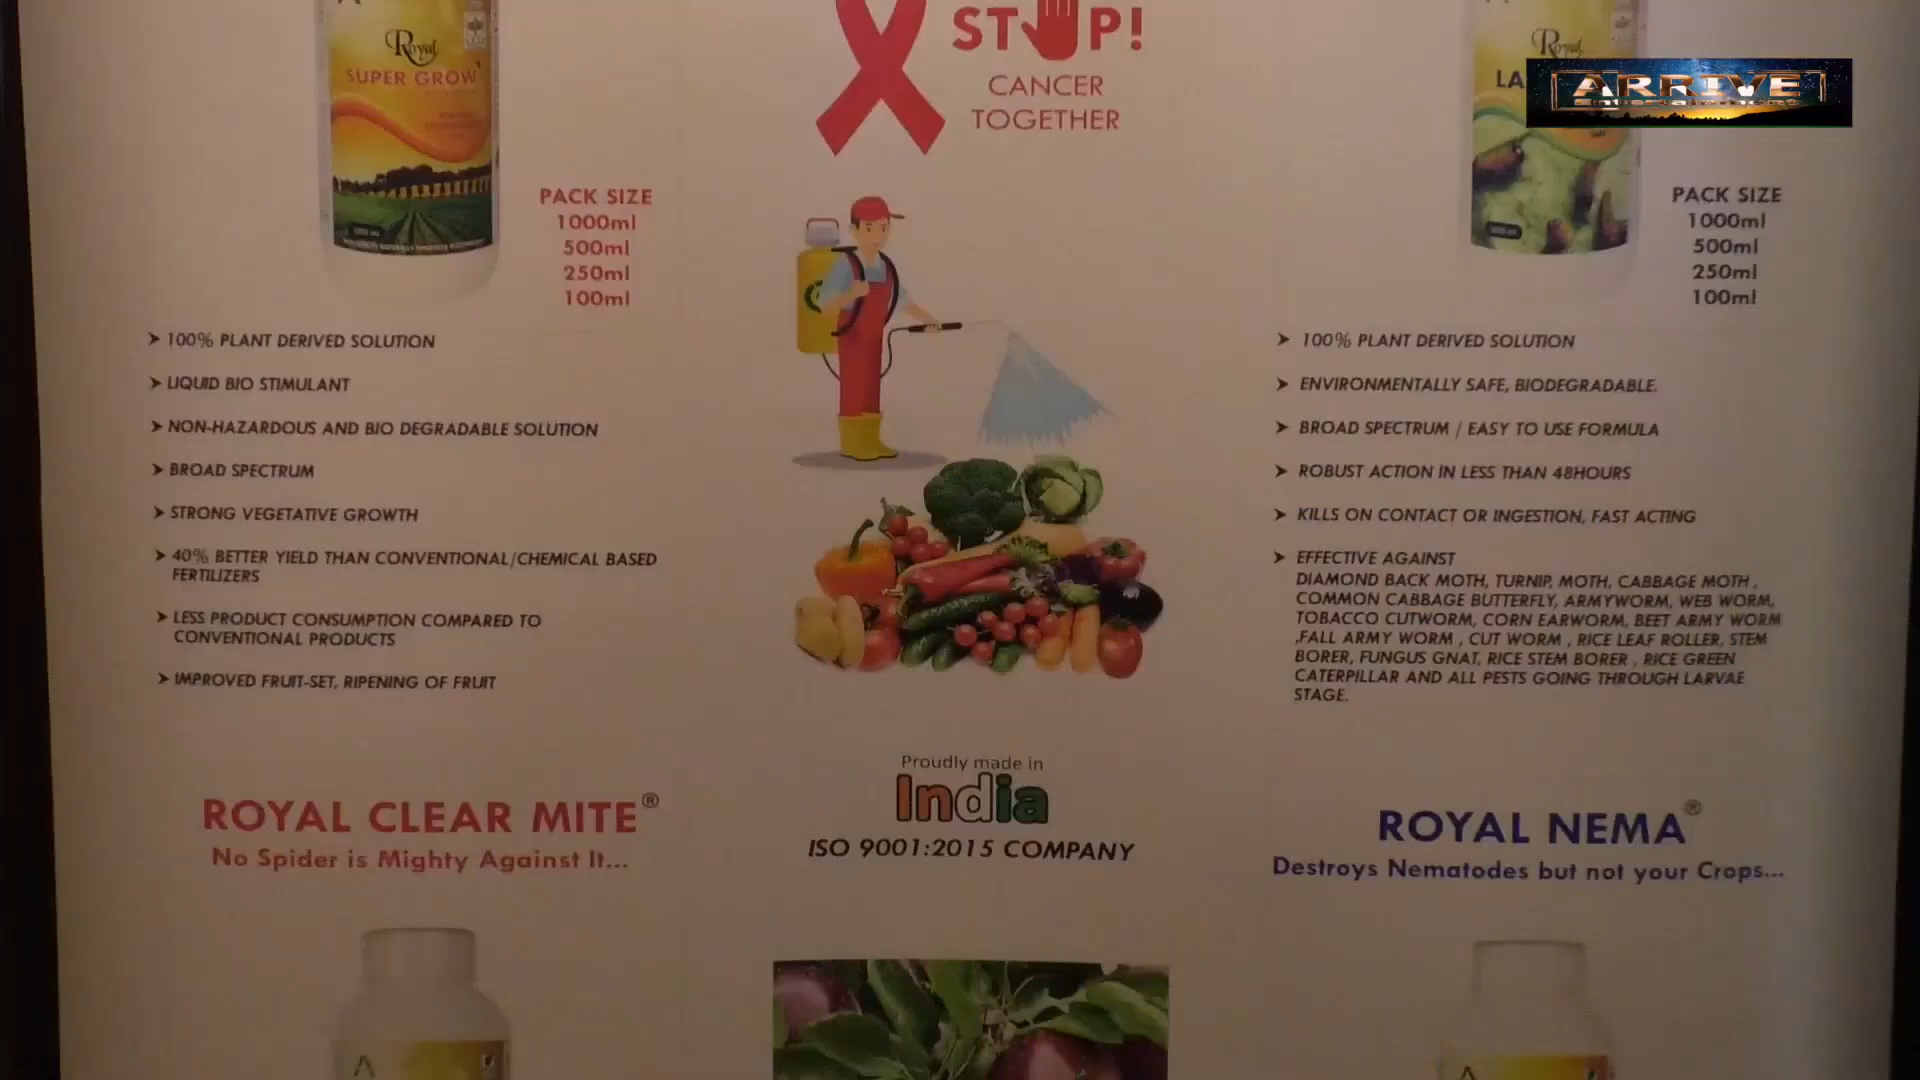 Royal
SUPER GROW
PACK SIZE
1000ml
500ml
250ml
100ml
➤ 100% PLANT DERIVED SOLUTION
➤ LIQUID BIO STIMULANT
➤ NON-HAZARDOUS AND BIO DEGRADABLE SOLUTION
➤ BROAD SPECTRUM
➤ STRONG VEGETATIVE GROWTH
➤ 40% BETTER YIELD THAN CONVENTIONAL/CHEMICAL BASED
FERTILIZERS
➤ LESS PRODUCT CONSUMPTION COMPARED TO
CONVENTIONAL PRODUCTS
➤ IMPROVED FRUIT-SET, RIPENING OF FRUIT
ROYAL CLEAR MITE®
No Spider is Mighty Against It...
STOP!
CANCER
TOGETHER
Proudly made in
India
ISO 9001:2015 COMPANY
Royal
LA
ARRIVE
PACK SIZE
1000ml
500ml
250ml
100ml
➤ 100% PLANT DERIVED SOLUTION
➤ ENVIRONMENTALLY SAFE, BIODEGRADABLE.
➤ BROAD SPECTRUM / EASY TO USE FORMULA
➤ ROBUST ACTION IN LESS THAN 48HOURS
➤ KILLS ON CONTACT OR INGESTION, FAST ACTING
➤ EFFECTIVE AGAINST
DIAMOND BACK MOTH, TURNIP, MOTH, CABBAGE MOTH ,
COMMON CABBAGE BUTTERFLY, ARMYWORM, WEB WORM,
TOBACCO CUTWORM, CORN EARWORM, BEET ARMY WORM
,FALL ARMY WORM , CUT WORM , RICE LEAF ROLLER, STEM
BORER, FUNGUS GNAT, RICE STEM BORER , RICE GREEN
CATERPILLAR AND ALL PESTS GOING THROUGH LARVAE
STAGE.
ROYAL NEMA®
Destroys Nematodes but not your Crops...